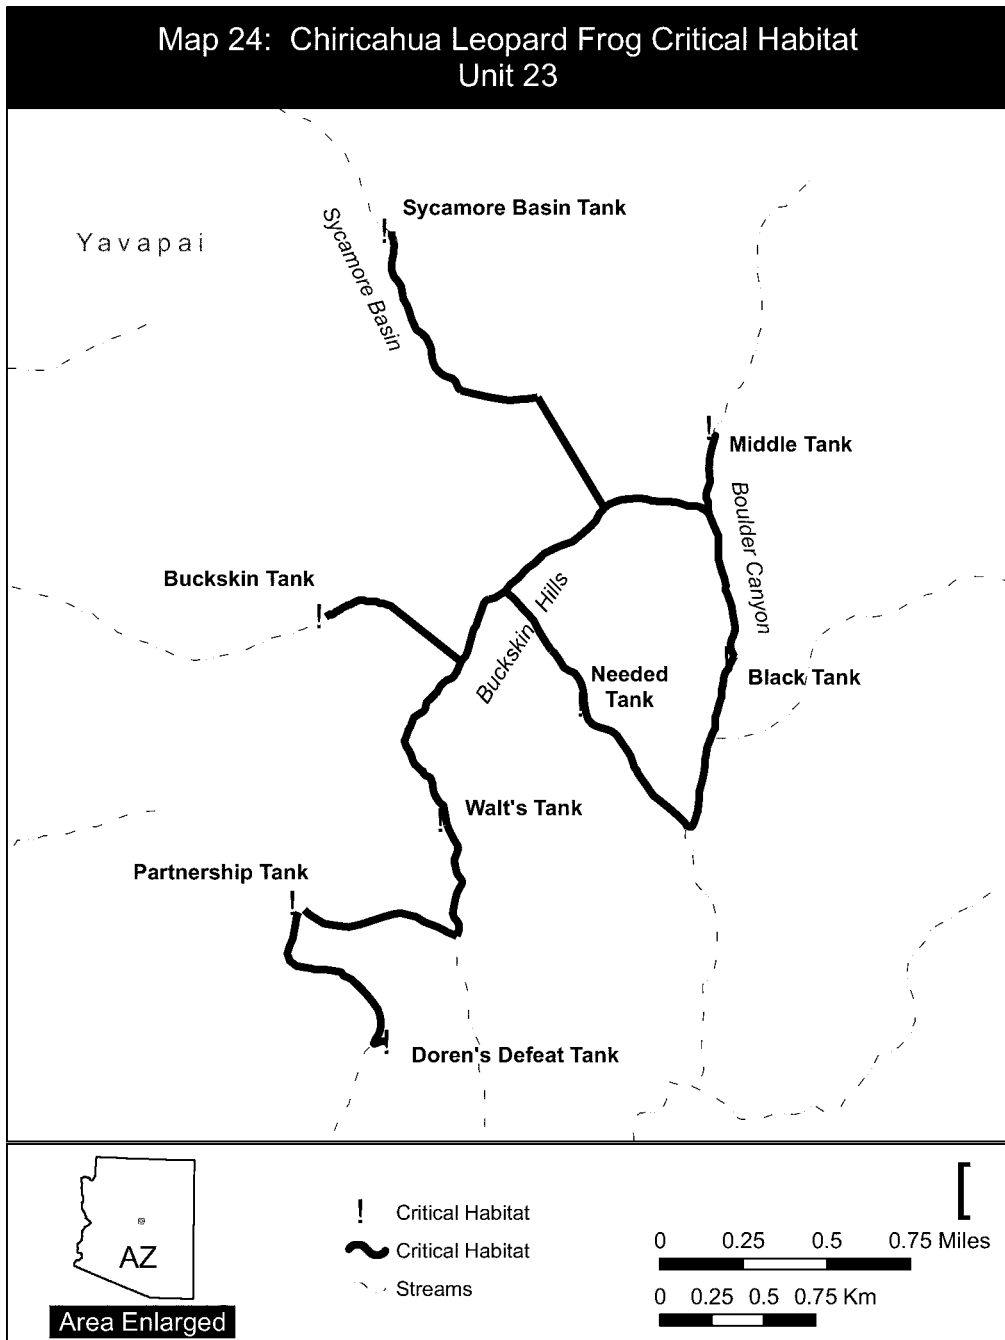 Map 24:  Chiricahua Leopard Frog Critical Habitat
Unit 23
Sycamore Basin Tank
Yavapai
Sycamore Basin
Middle Tank
Boulder Canyon
Buckskin Tank
Buckskin Hills
Needed
Tank
Black Tank
Walt's Tank
Partnership Tank
Doren's Defeat Tank
AZ
Area Enlarged
! Critical Habitat
Critical Habitat
Streams
[
0 0.25 0.5 0.75 Miles
0 0.25 0.5 0.75 Km